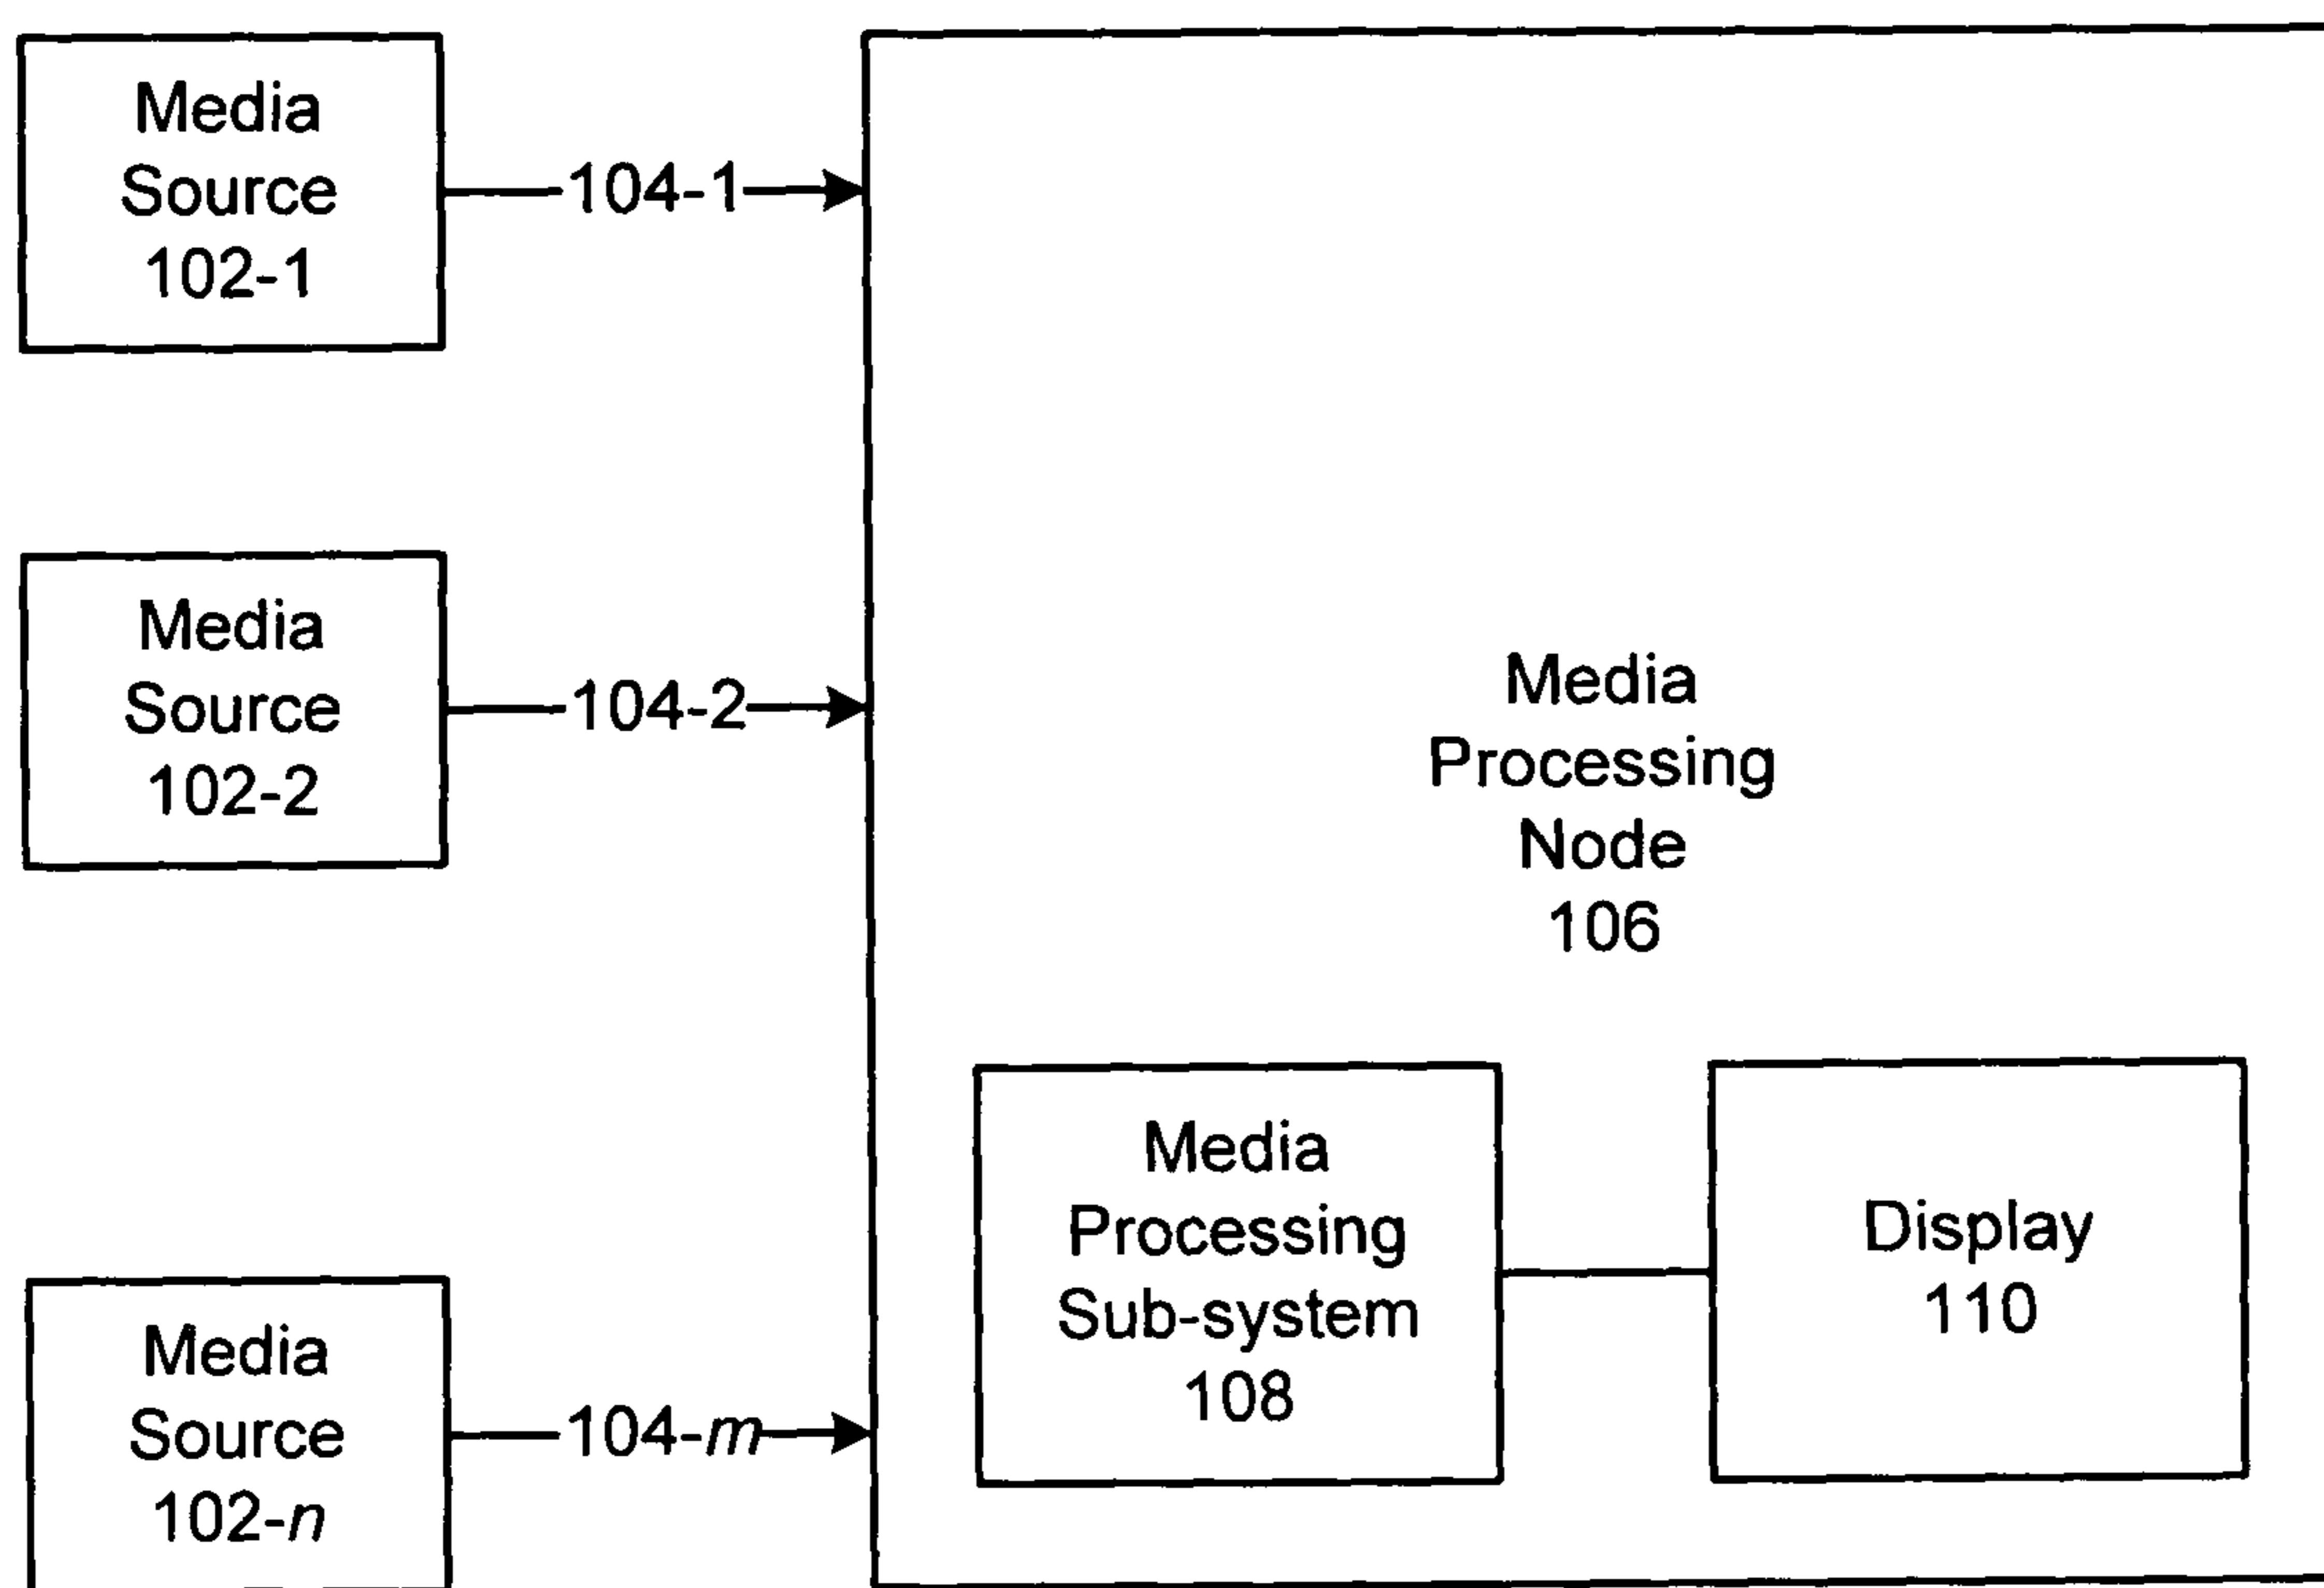 Media
Source
102-1
104-1
Media
Source
102-2
104-2
Media
Processing
Node
106
Media
Processing
Sub-system
108
Display
110
Media
Source
102-n
104-m